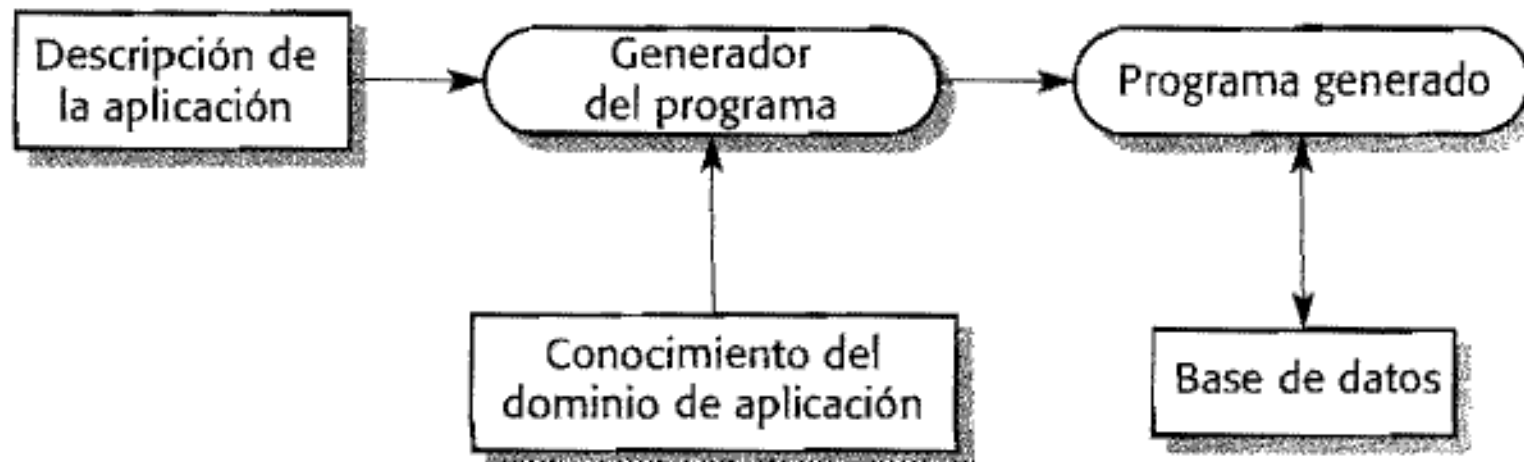 Descripción de
la aplicación
Generador
del programa
Programa generado
Conocimiento del
dominio de aplicación
Base de datos